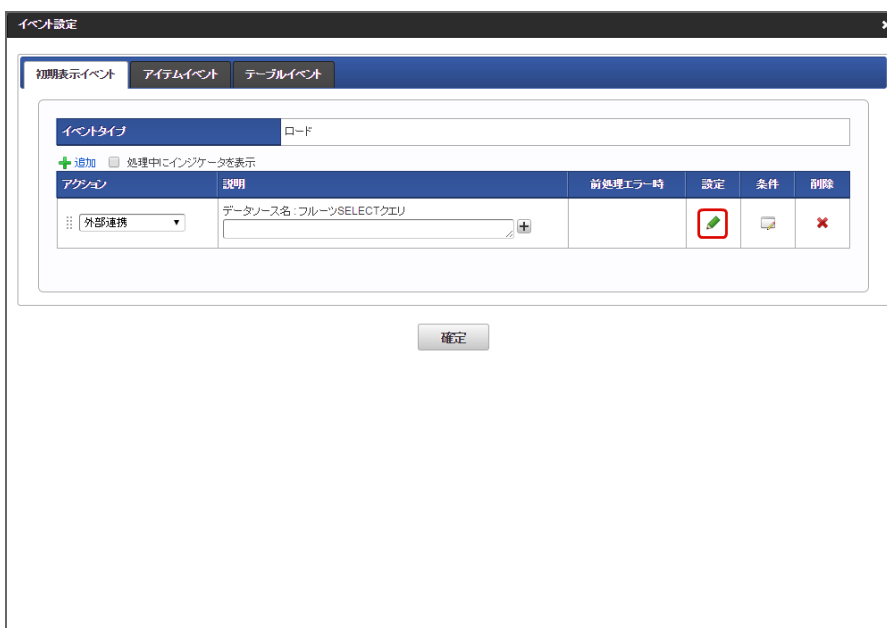 イベント設定
初期表示イベント アイテムイベント テーブルイベント
イベントタイプ ロード
追加 処理中にインジケータを表示
アクション 説明 前処理エラー時 設定 条件 削除
外部連携 データソース名 : フルーツSELECTクエリ
確定